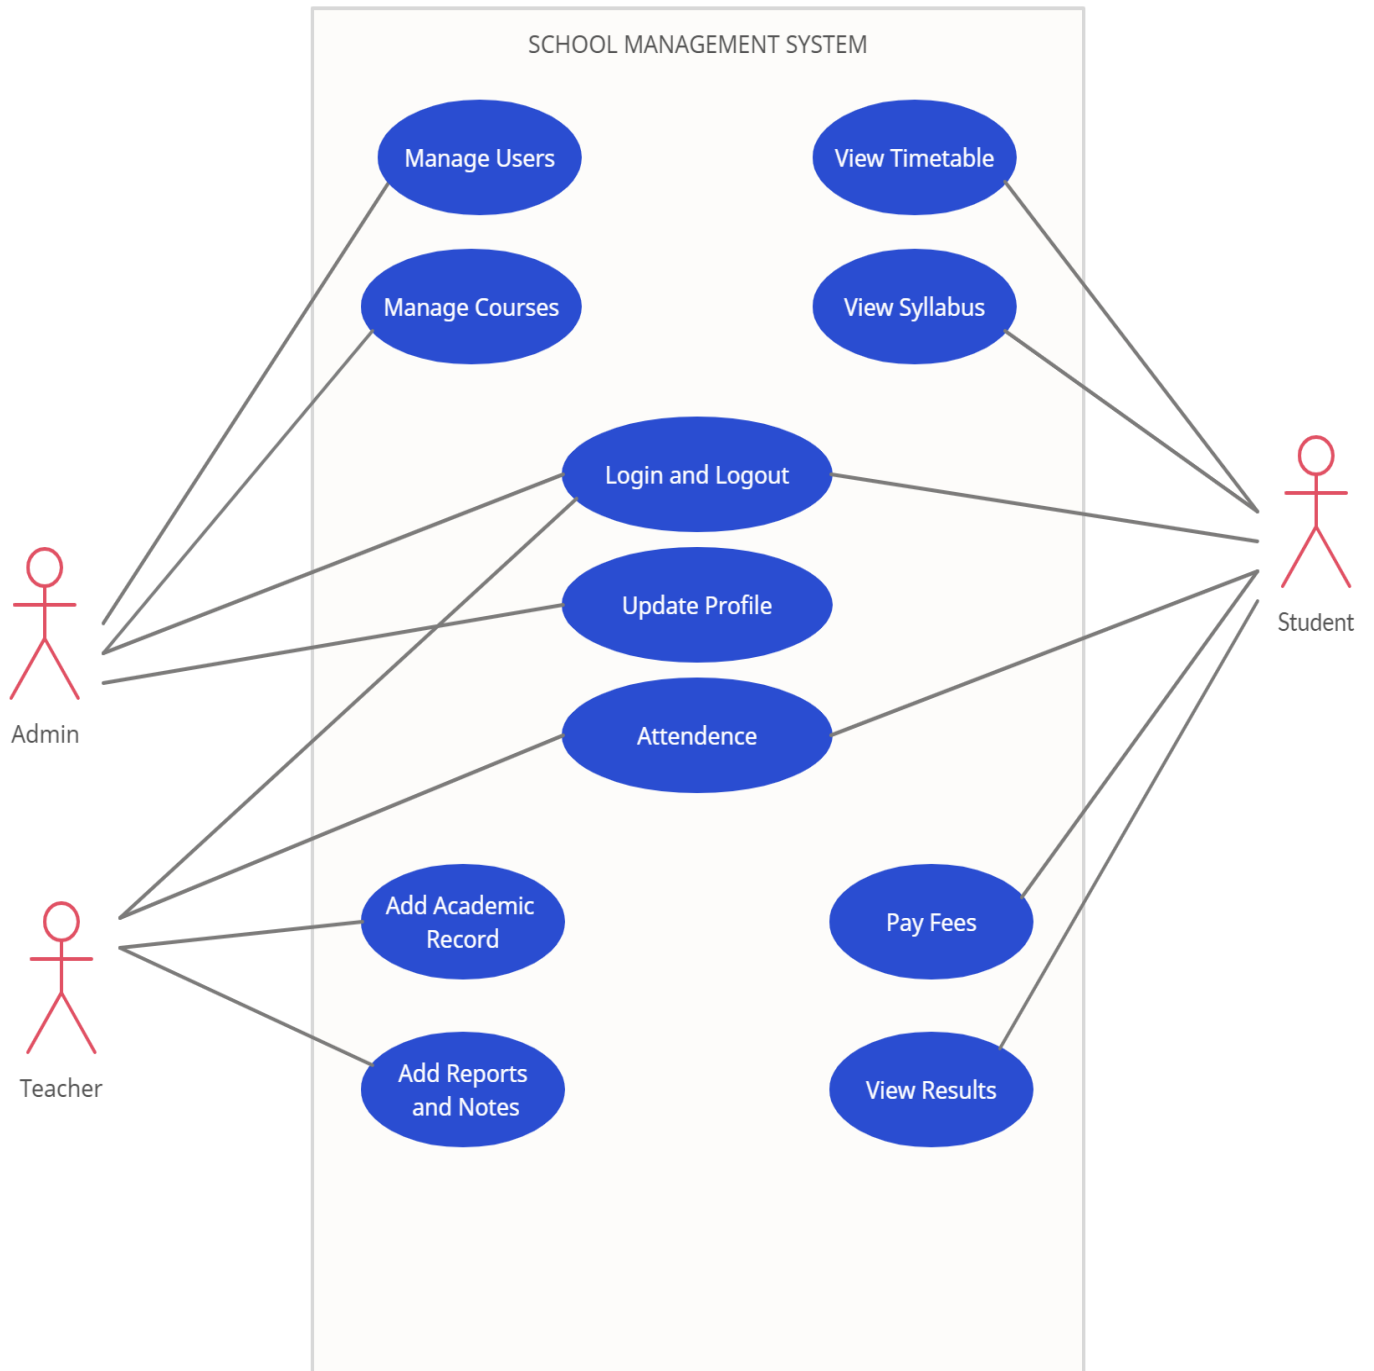 SCHOOL MANAGEMENT SYSTEM
Manage Users
View Timetable
Manage Courses
View Syllabus
Login and Logout
Update Profile
Student
Admin
Attendence
Add Academic
Record
Pay Fees
Teacher
Add Reports
and Notes
View Results